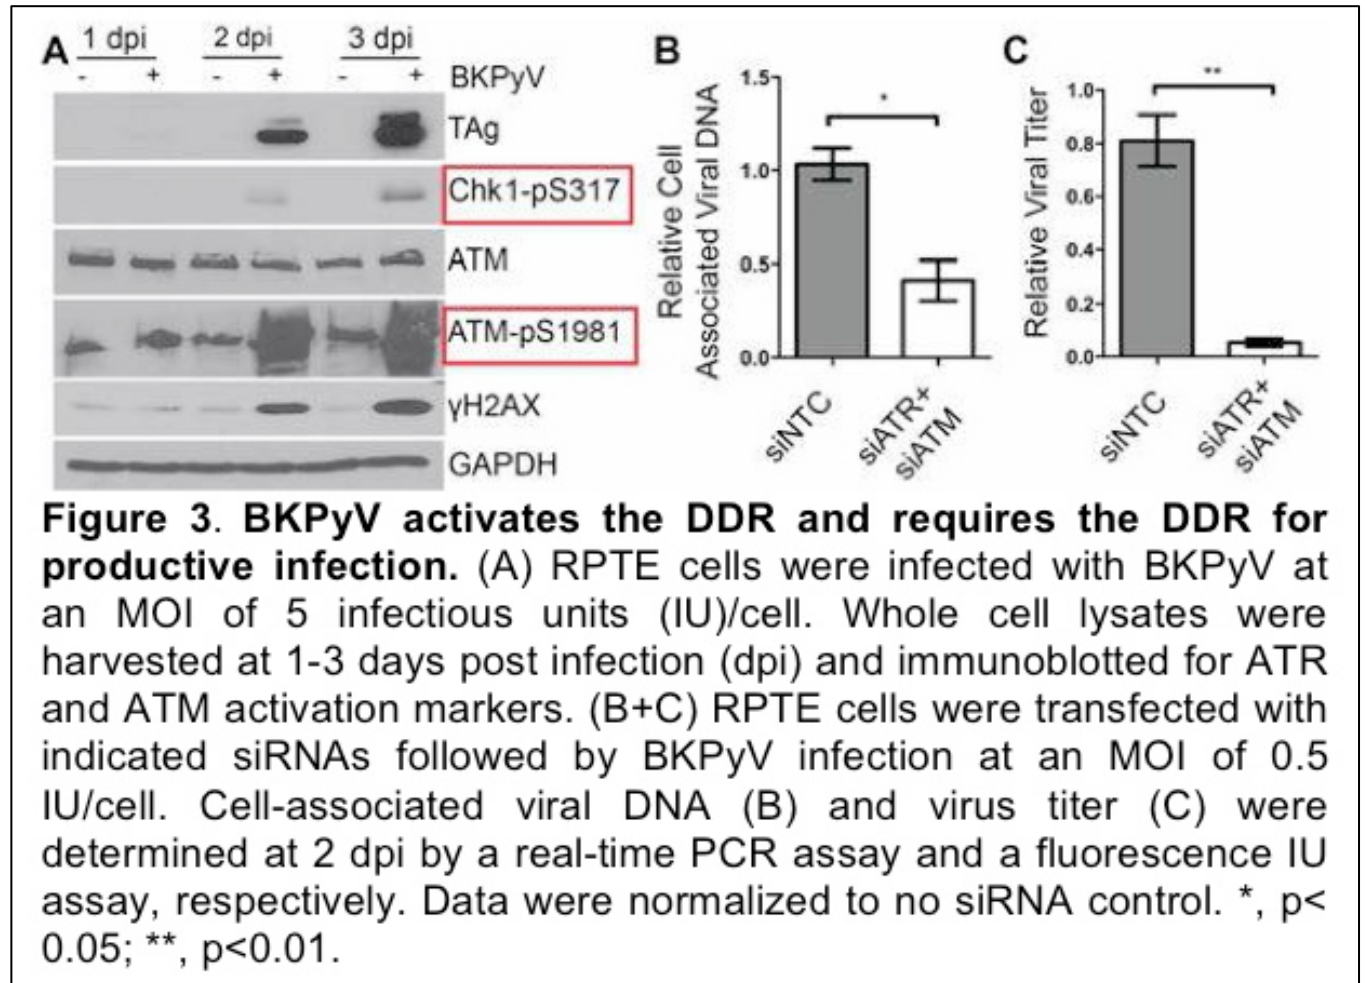 A
1 dpi 2 dpi 3 dpi
- + - + - + BKPyV
TAg
Chk1-pS317
ATM
ATM-pS1981
γH2AX
GAPDH
B
Relative Cell
Associated Viral DNA
1.5
1.0
0.5
0.0
*
siNTC
siATR+
siATM
C
Relative Viral Titer
1.0
0.8
0.6
0.4
0.2
0.0
**
siNTC
siATR+
siATM
Figure 3. BKPyV activates the DDR and requires the DDR for
productive infection. (A) RPTE cells were infected with BKPyV at
an MOI of 5 infectious units (IU)/cell. Whole cell lysates were
harvested at 1-3 days post infection (dpi) and immunoblotted for ATR
and ATM activation markers. (B+C) RPTE cells were transfected with
indicated siRNAs followed by BKPyV infection at an MOI of 0.5
IU/cell. Cell-associated viral DNA (B) and virus titer (C) were
determined at 2 dpi by a real-time PCR assay and a fluorescence IU
assay, respectively. Data were normalized to no siRNA control. *, p<
0.05; **, p<0.01.